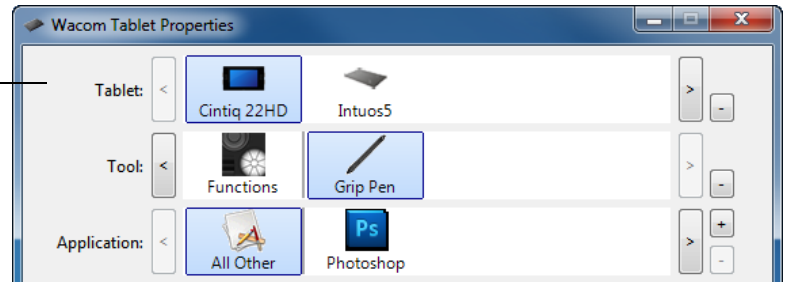 Wacom Tablet Properties
Tablet: < Cintiq 22HD Intuos5 > -
Tool: < Functions Grip Pen > -
Application: < Ps All Other Photoshop > + -